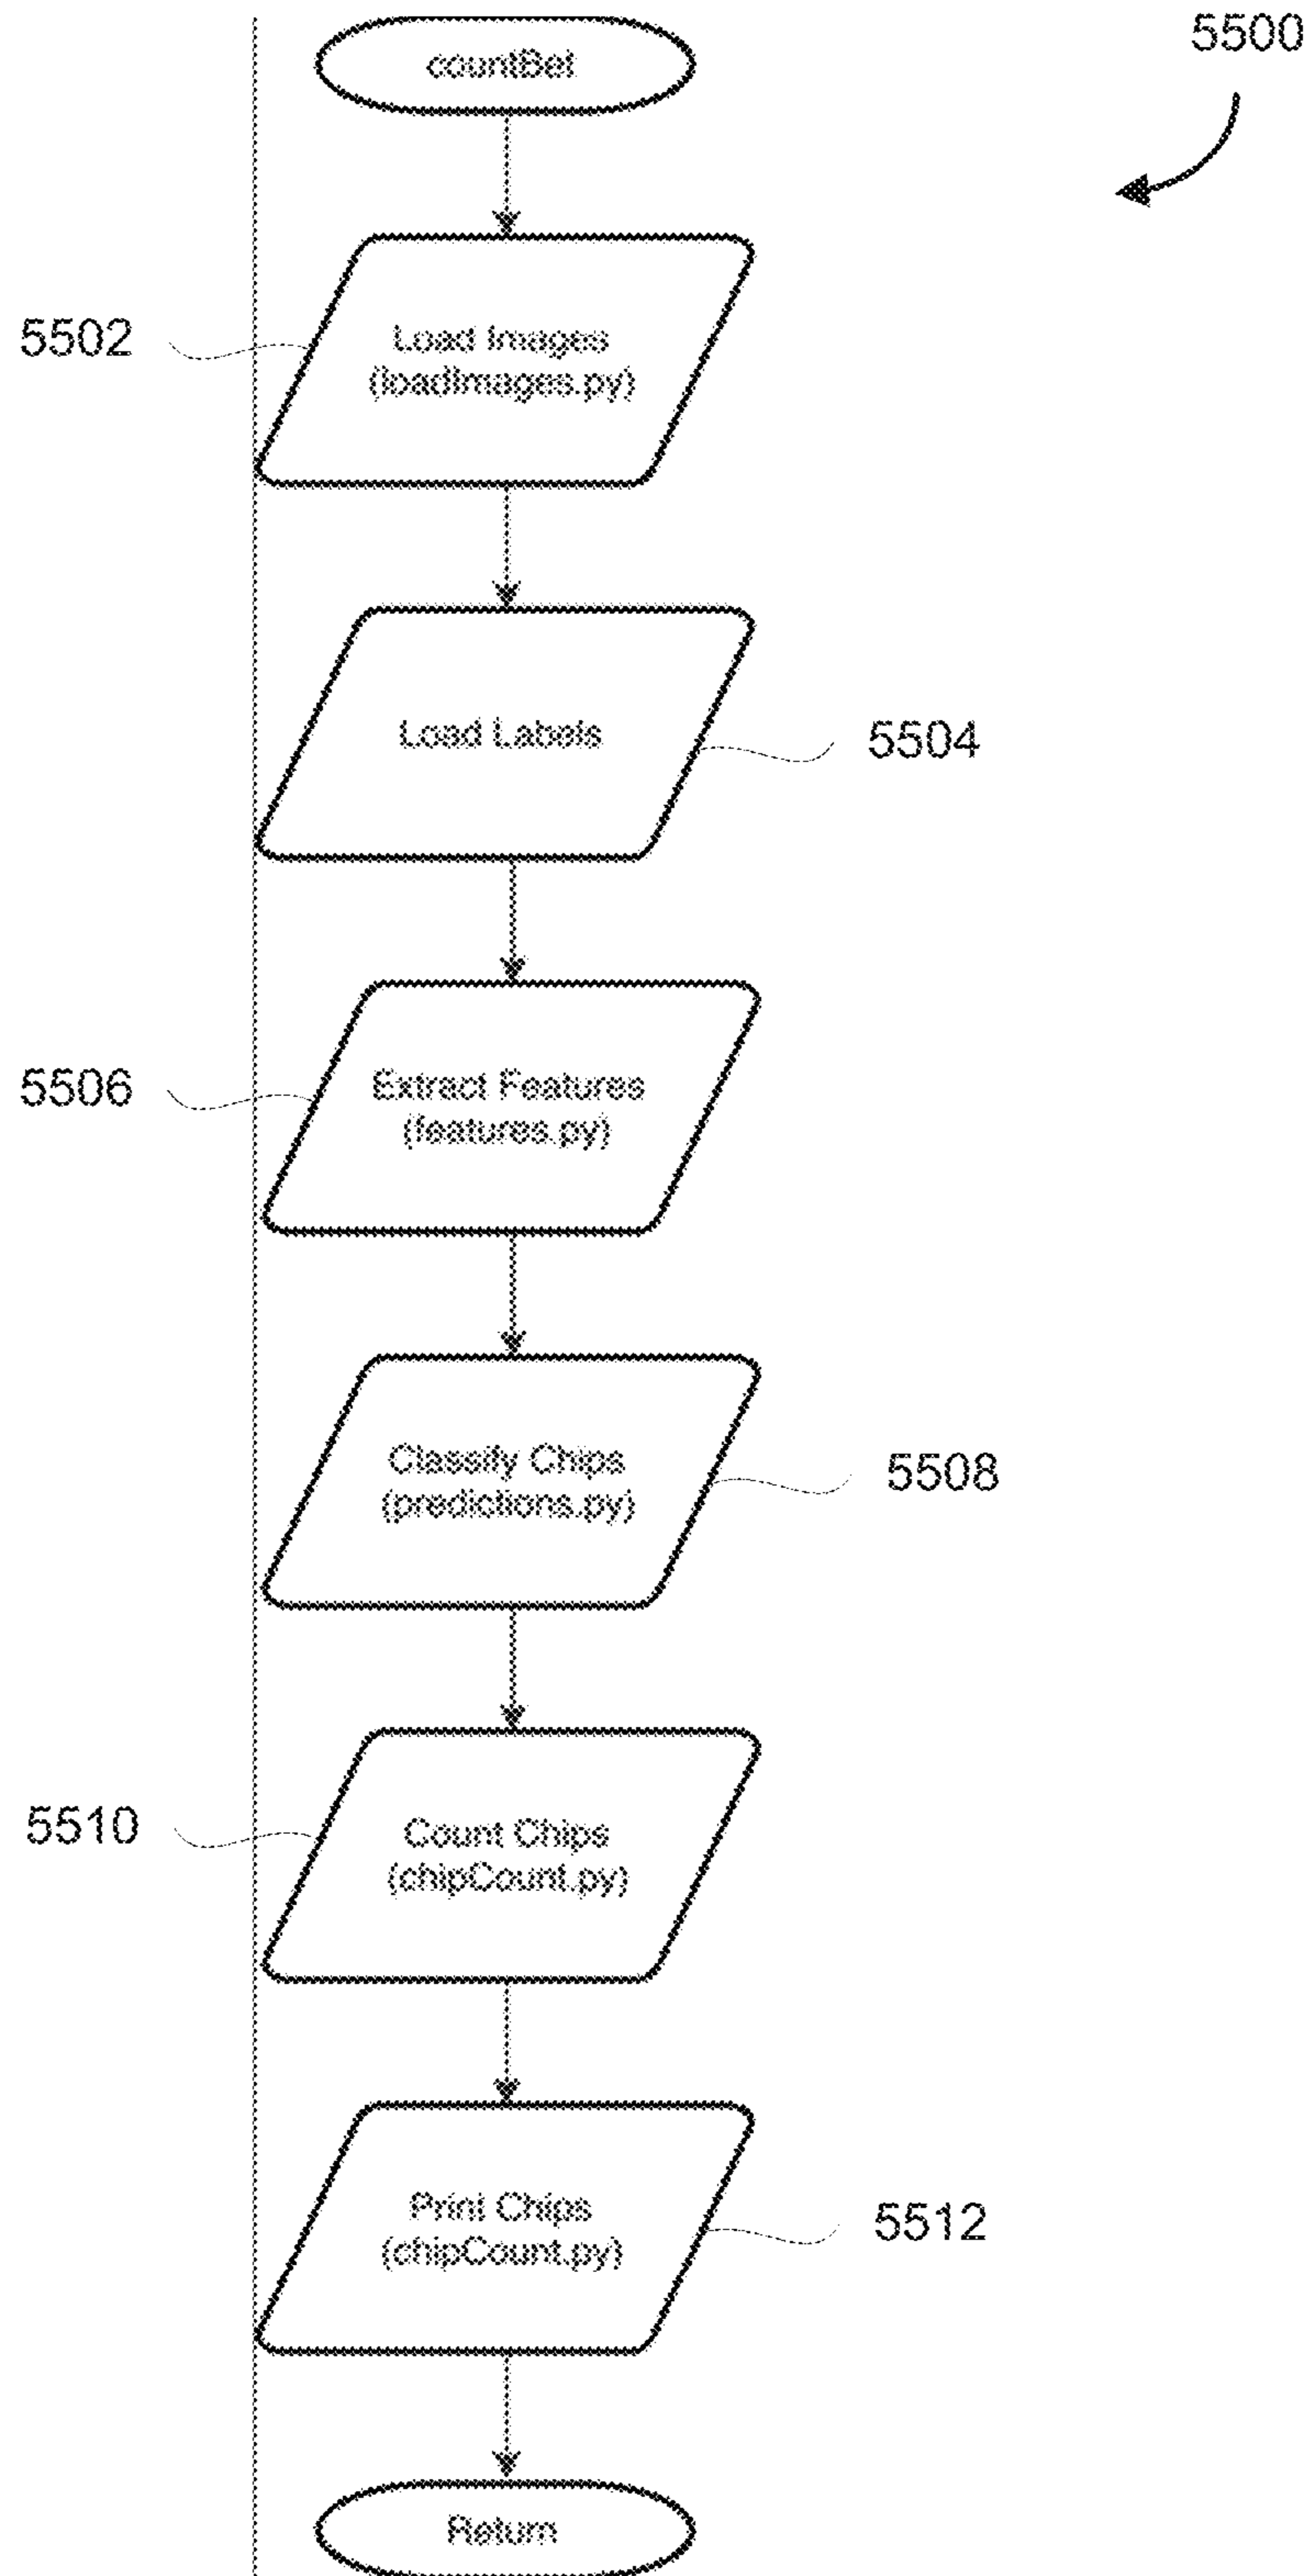 5500
countBet
5502
Load Images
(loadImages.py)
Load Labels
5504
5506
Extract Features
(features.py)
Classify Chips
(predictions.py)
5508
5510
Count Chips
(chipCount.py)
Print Chips
(chipCount.py)
5512
Return